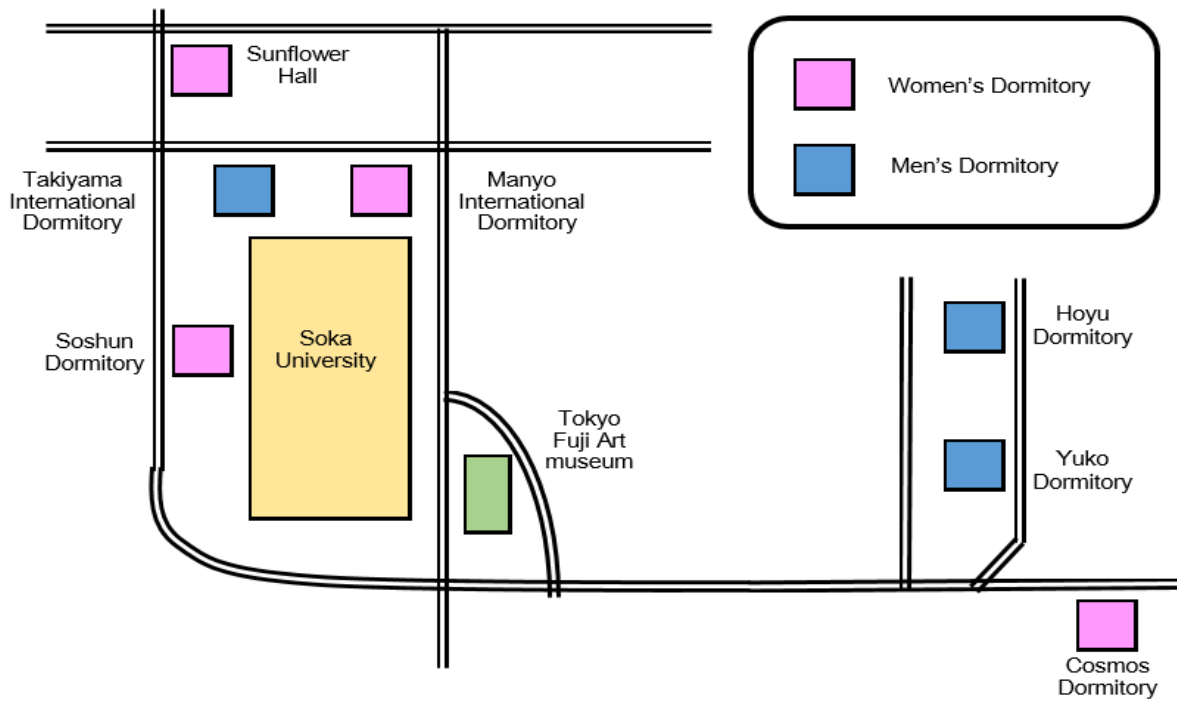 Sunflower
Hall
Women's Dormitory
Men's Dormitory
Takiyama
International
Dormitory
Manyo
International
Dormitory
Soshun
Dormitory
Soka
University
Hoyu
Dormitory
Tokyo
Fuji Art
museum
Yuko
Dormitory
Cosmos
Dormitory